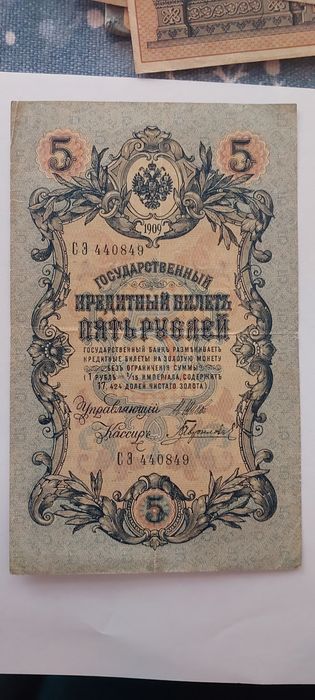 5 5
1909
СЭ 440849
ГОСУДАРСТВЕННЫЙ
КРЕДИТНЫЙ БИЛЕТЪ
ПЯТЬ РУБЛЕЙ
ГОСУДАРСТВЕННЫЙ БАНКЪ РАЗМѢНИВАЕТЪ
КРЕДИТНЫЕ БИЛЕТЫ НА ЗОЛОТУЮ МОНЕТУ
БЕЗЪ ОГРАНИЧЕНІЯ СУММЫ
(1 РУБЛЬ = 1/15 ИМПЕРІАЛА, СОДЕРЖИТЪ
17,424 ДОЛЕЙ ЧИСТАГО ЗОЛОТА)
Управляющій
Кассиръ
СЭ 440849
5